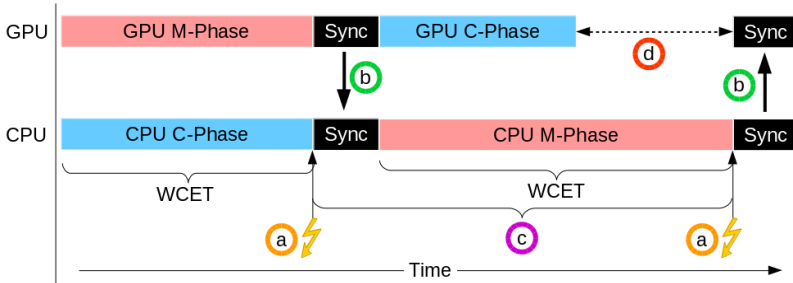 GPU GPU M-Phase Sync GPU C-Phase Sync
d
b b
CPU CPU C-Phase Sync CPU M-Phase Sync
WCET WCET
a c a
Time